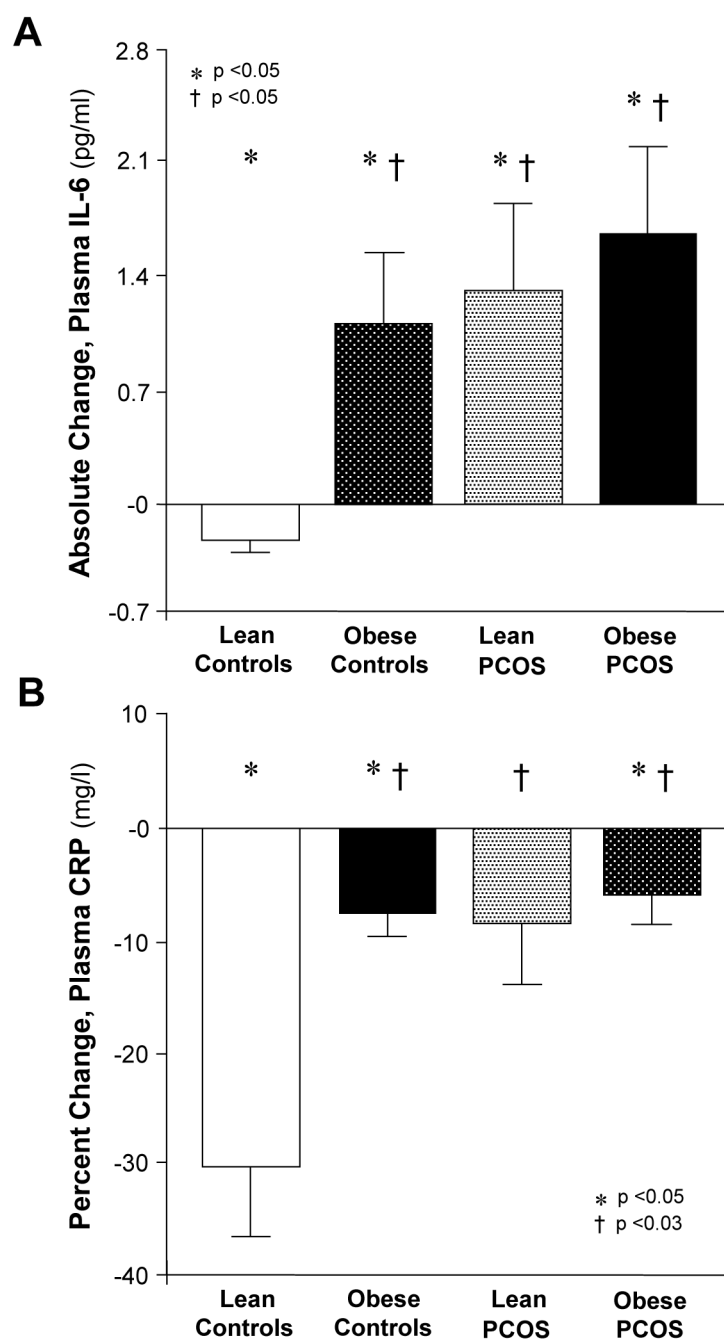 A
Absolute Change, Plasma IL-6 (pg/ml)
2.8
2.1
1.4
0.7
-0
-0.7
* p <0.05
† p <0.05
*
* †
* †
* †
Lean
Controls
Obese
Controls
Lean
PCOS
Obese
PCOS
B
Percent Change, Plasma CRP (mg/l)
10
-0
-10
-20
-30
-40
*
* †
†
* †
* p <0.05
† p <0.03
Lean
Controls
Obese
Controls
Lean
PCOS
Obese
PCOS